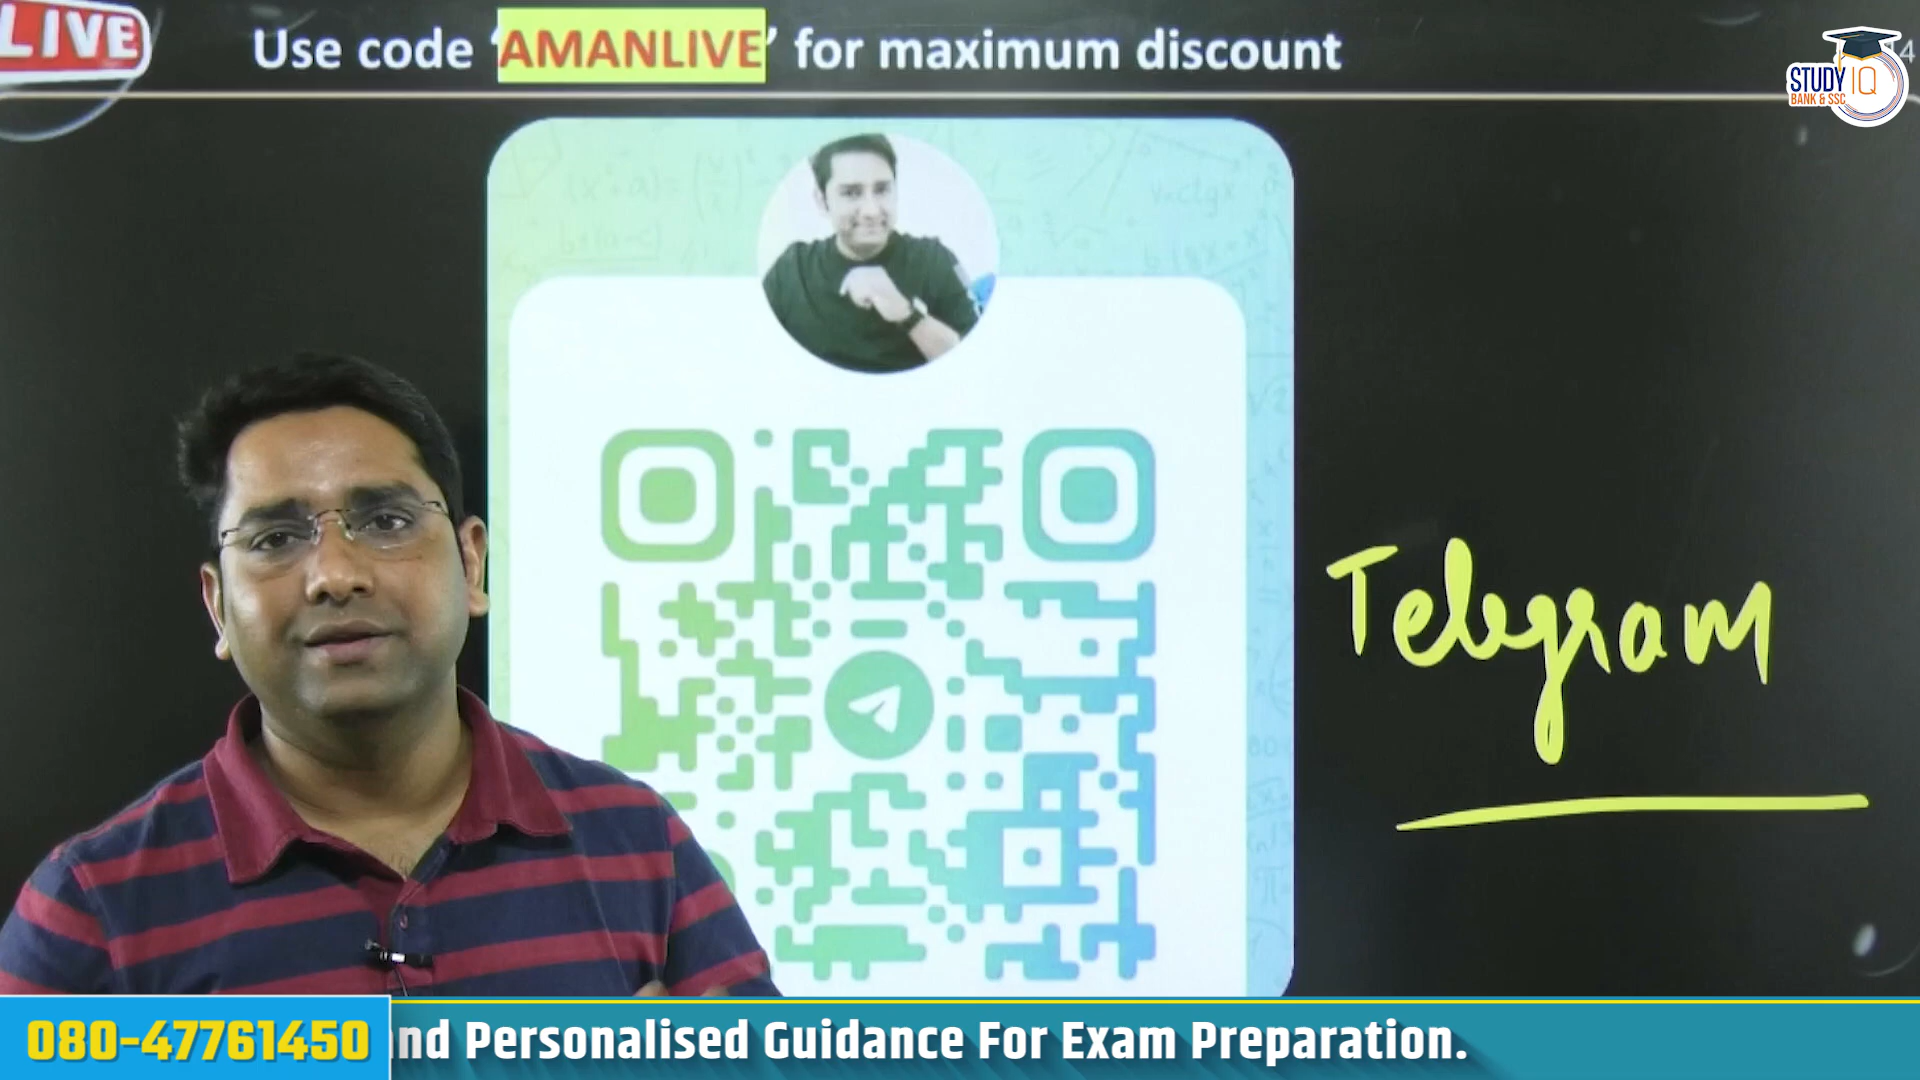 LIVE
Use code 'AMANLIVE' for maximum discount
STUDY IQ
BANK & SSC
Telegram
080-47761450
and Personalised Guidance For Exam Preparation.